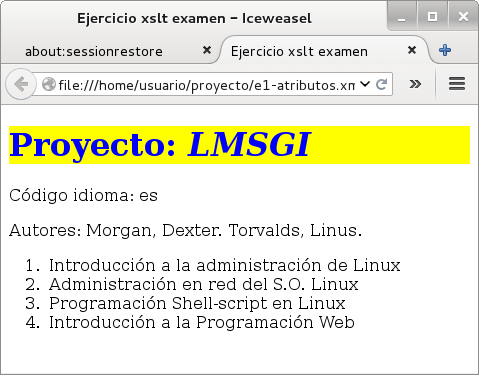 Ejercicio xslt examen - Iceweasel
about:sessionrestore
Ejercicio xslt examen
file:///home/usuario/proyecto/e1-atributos.xm
Proyecto: LMSGI
Código idioma: es
Autores: Morgan, Dexter. Torvalds, Linus.
1. Introducción a la administración de Linux
2. Administración en red del S.O. Linux
3. Programación Shell-script en Linux
4. Introducción a la Programación Web